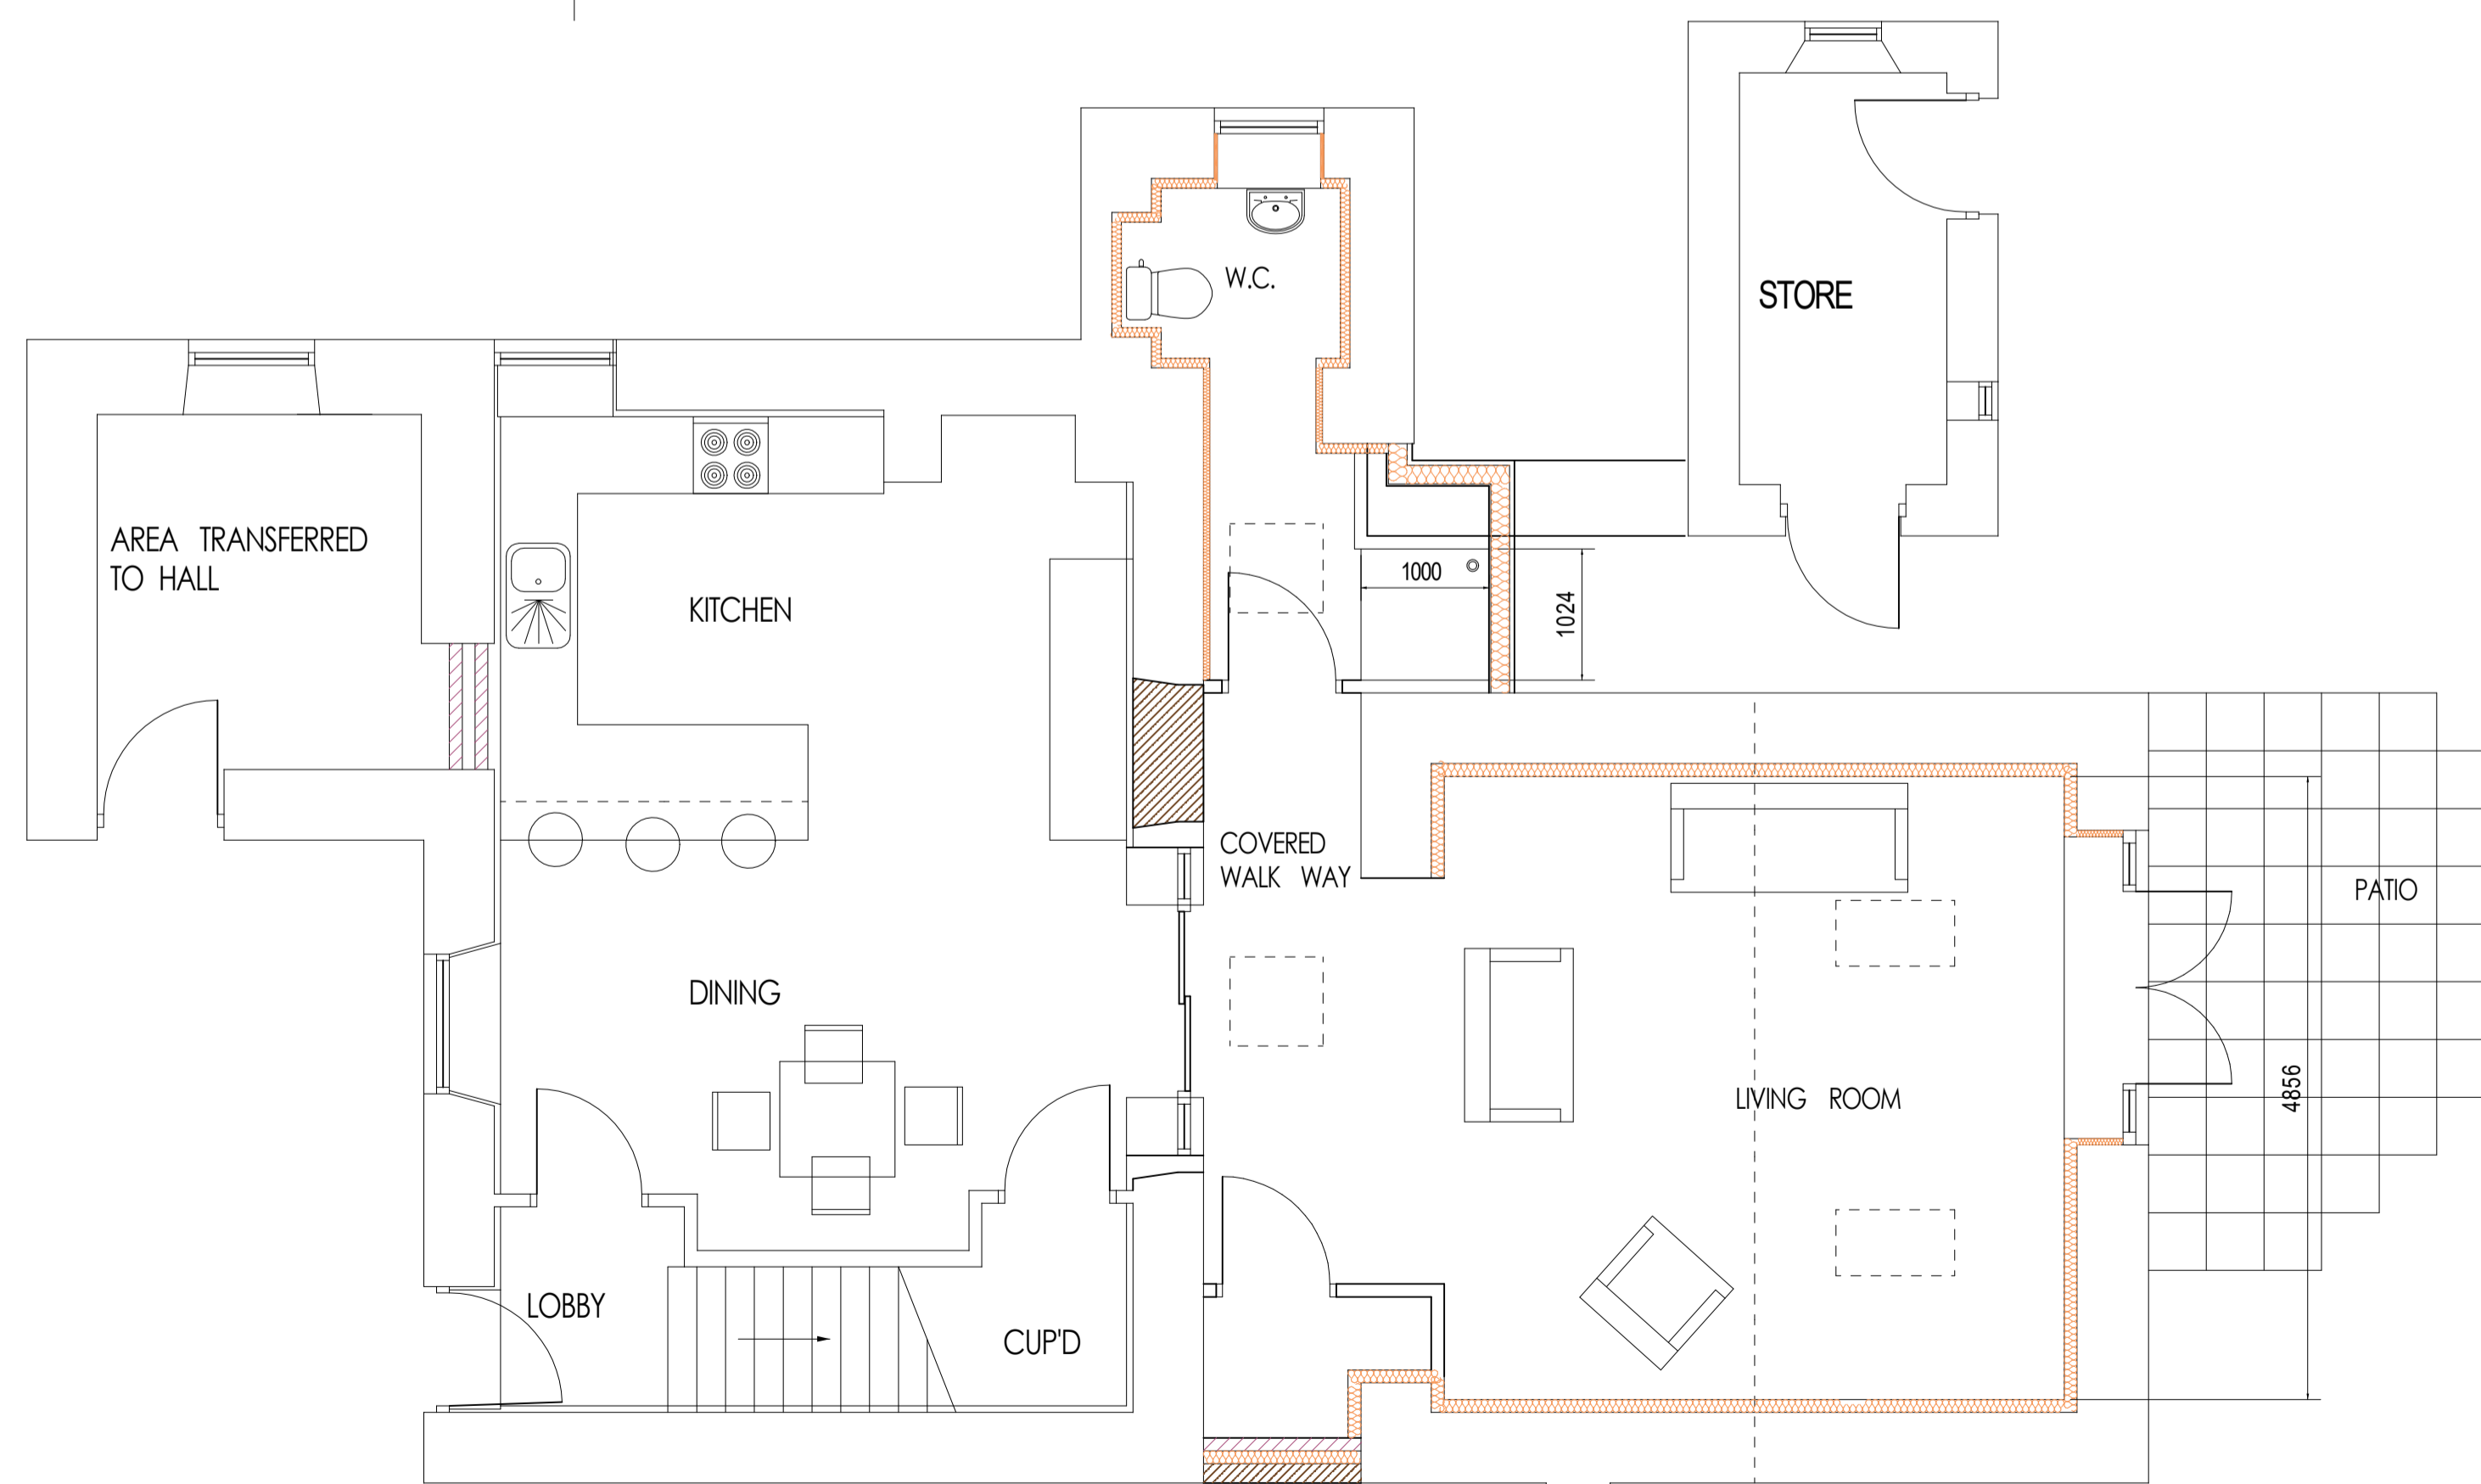 W.C.
STORE
AREA TRANSFERRED
TO HALL
KITCHEN
1000
1024
COVERED
WALK WAY
PATIO
DINING
4856
LIVING ROOM
LOBBY
CUP'D